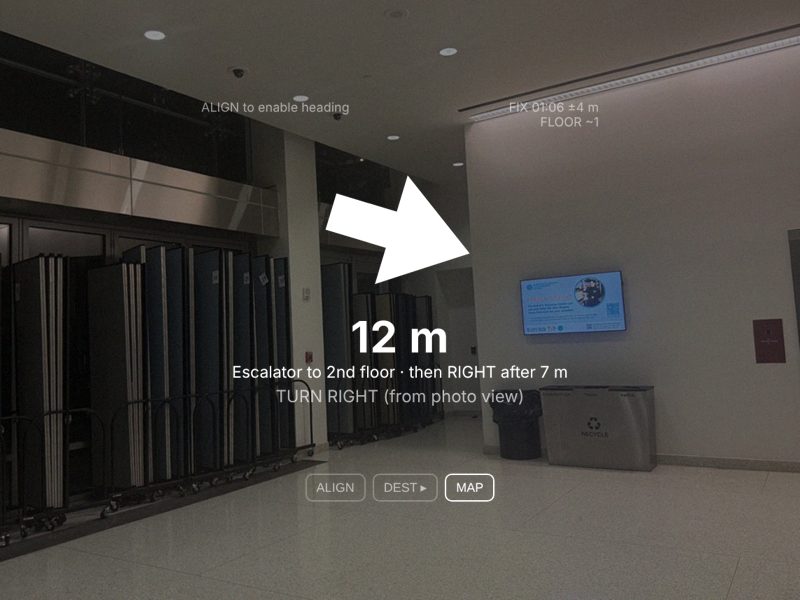 ALIGN to enable heading
FIX 01:06 ±4 m
FLOOR ~1
12 m
Escalator to 2nd floor · then RIGHT after 7 m
TURN RIGHT (from photo view)
RECYCLE
ALIGN
DEST ▸
MAP